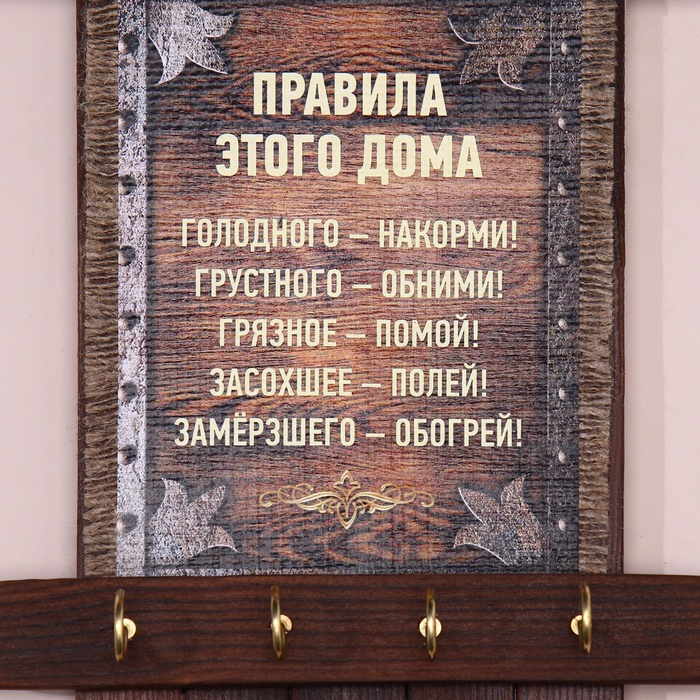 ПРАВИЛА
ЭТОГО ДОМА
ГОЛОДНОГО – НАКОРМИ!
ГРУСТНОГО – ОБНИМИ!
ГРЯЗНОЕ – ПОМОЙ!
ЗАСОХШЕЕ – ПОЛЕЙ!
ЗАМЁРЗШЕГО – ОБОГРЕЙ!